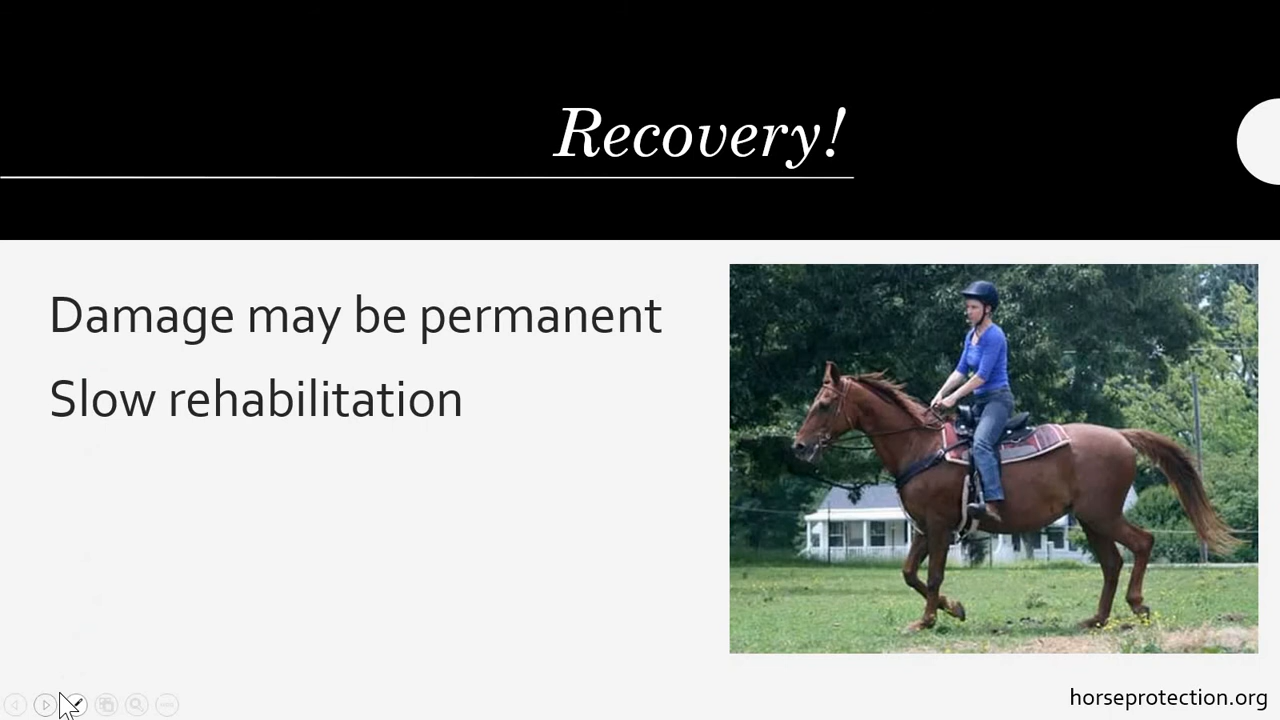 Recovery!
Damage may be permanent
Slow rehabilitation
horseprotection.org